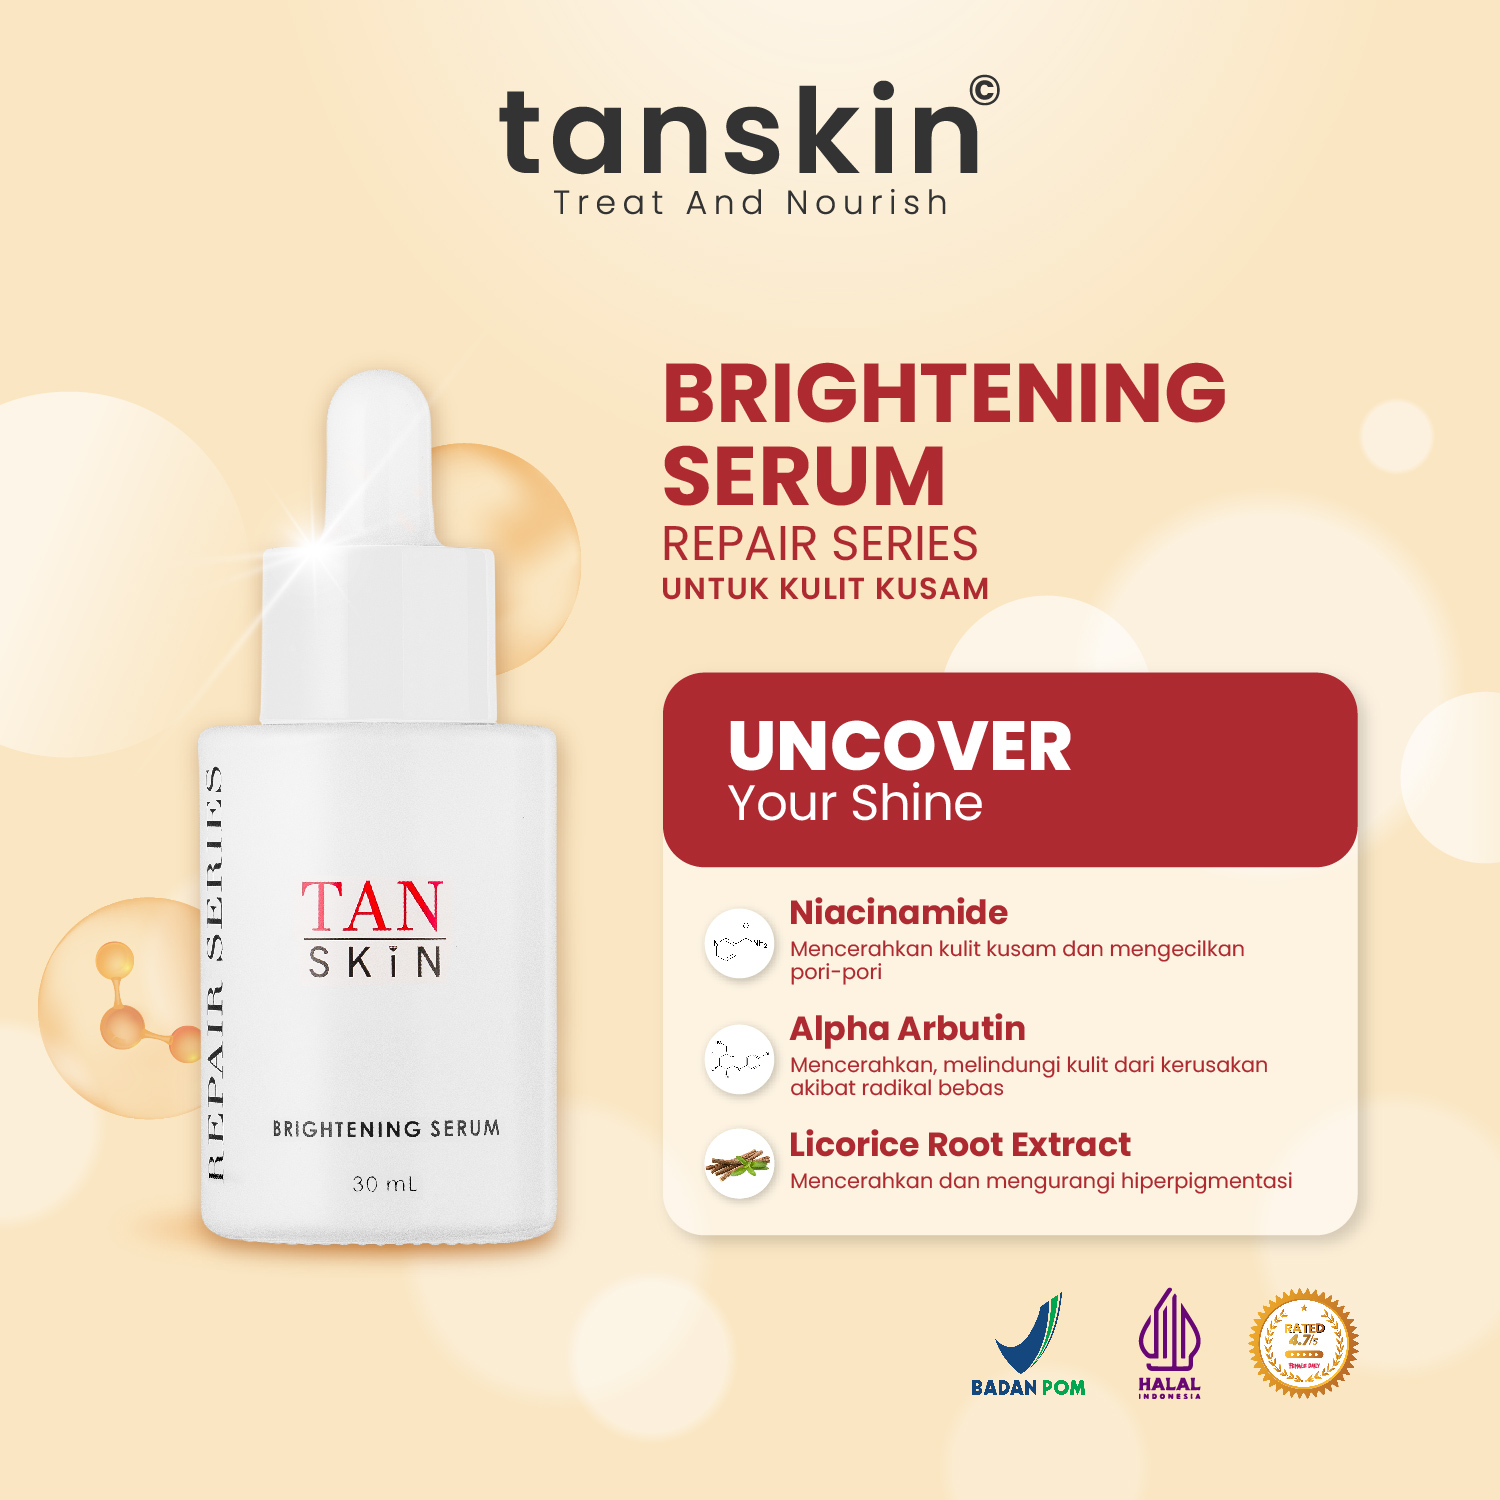 tanskin©
Treat And Nourish
BRIGHTENING
SERUM
REPAIR SERIES
UNTUK KULIT KUSAM
REPAIR SERIES
TAN
SKiN
BRIGHTENING SERUM
30 mL
UNCOVER
Your Shine
Niacinamide
Mencerahkan kulit kusam dan mengecilkan
pori-pori
Alpha Arbutin
Mencerahkan, melindungi kulit dari kerusakan
akibat radikal bebas
Licorice Root Extract
Mencerahkan dan mengurangi hiperpigmentasi
BADAN POM
HALAL
INDONESIA
RATED
4.7/5
FEMALE DAILY